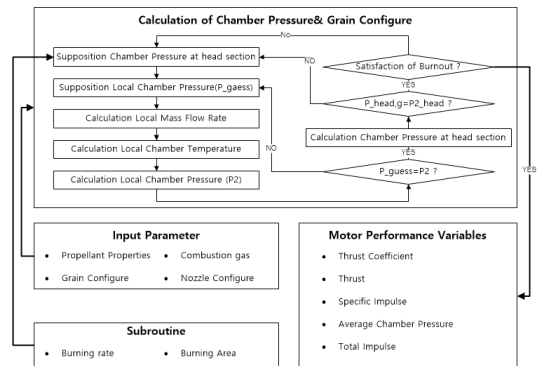 Calculation of Chamber Pressure& Grain Configure
No
Supposition Chamber Pressure at head section
NO
Satisfaction of Burnout ?
YES
Supposition Local Chamber Pressure(P_gaess)
P_head,g=P2_head ?
Calculation Local Mass Flow Rate
Calculation Chamber Pressure at head section
Calculation Local Chamber Temperature
NO
YES
P_guess=P2 ?
YES
Calculation Local Chamber Pressure (P2)
Input Parameter
• Propellant Properties
• Combustion gas
• Grain Configure
• Nozzle Configure
Motor Performance Variables
• Thrust Coefficient
• Thrust
• Specific Impulse
• Average Chamber Pressure
• Total Impulse
Subroutine
• Burning rate
• Burning Area